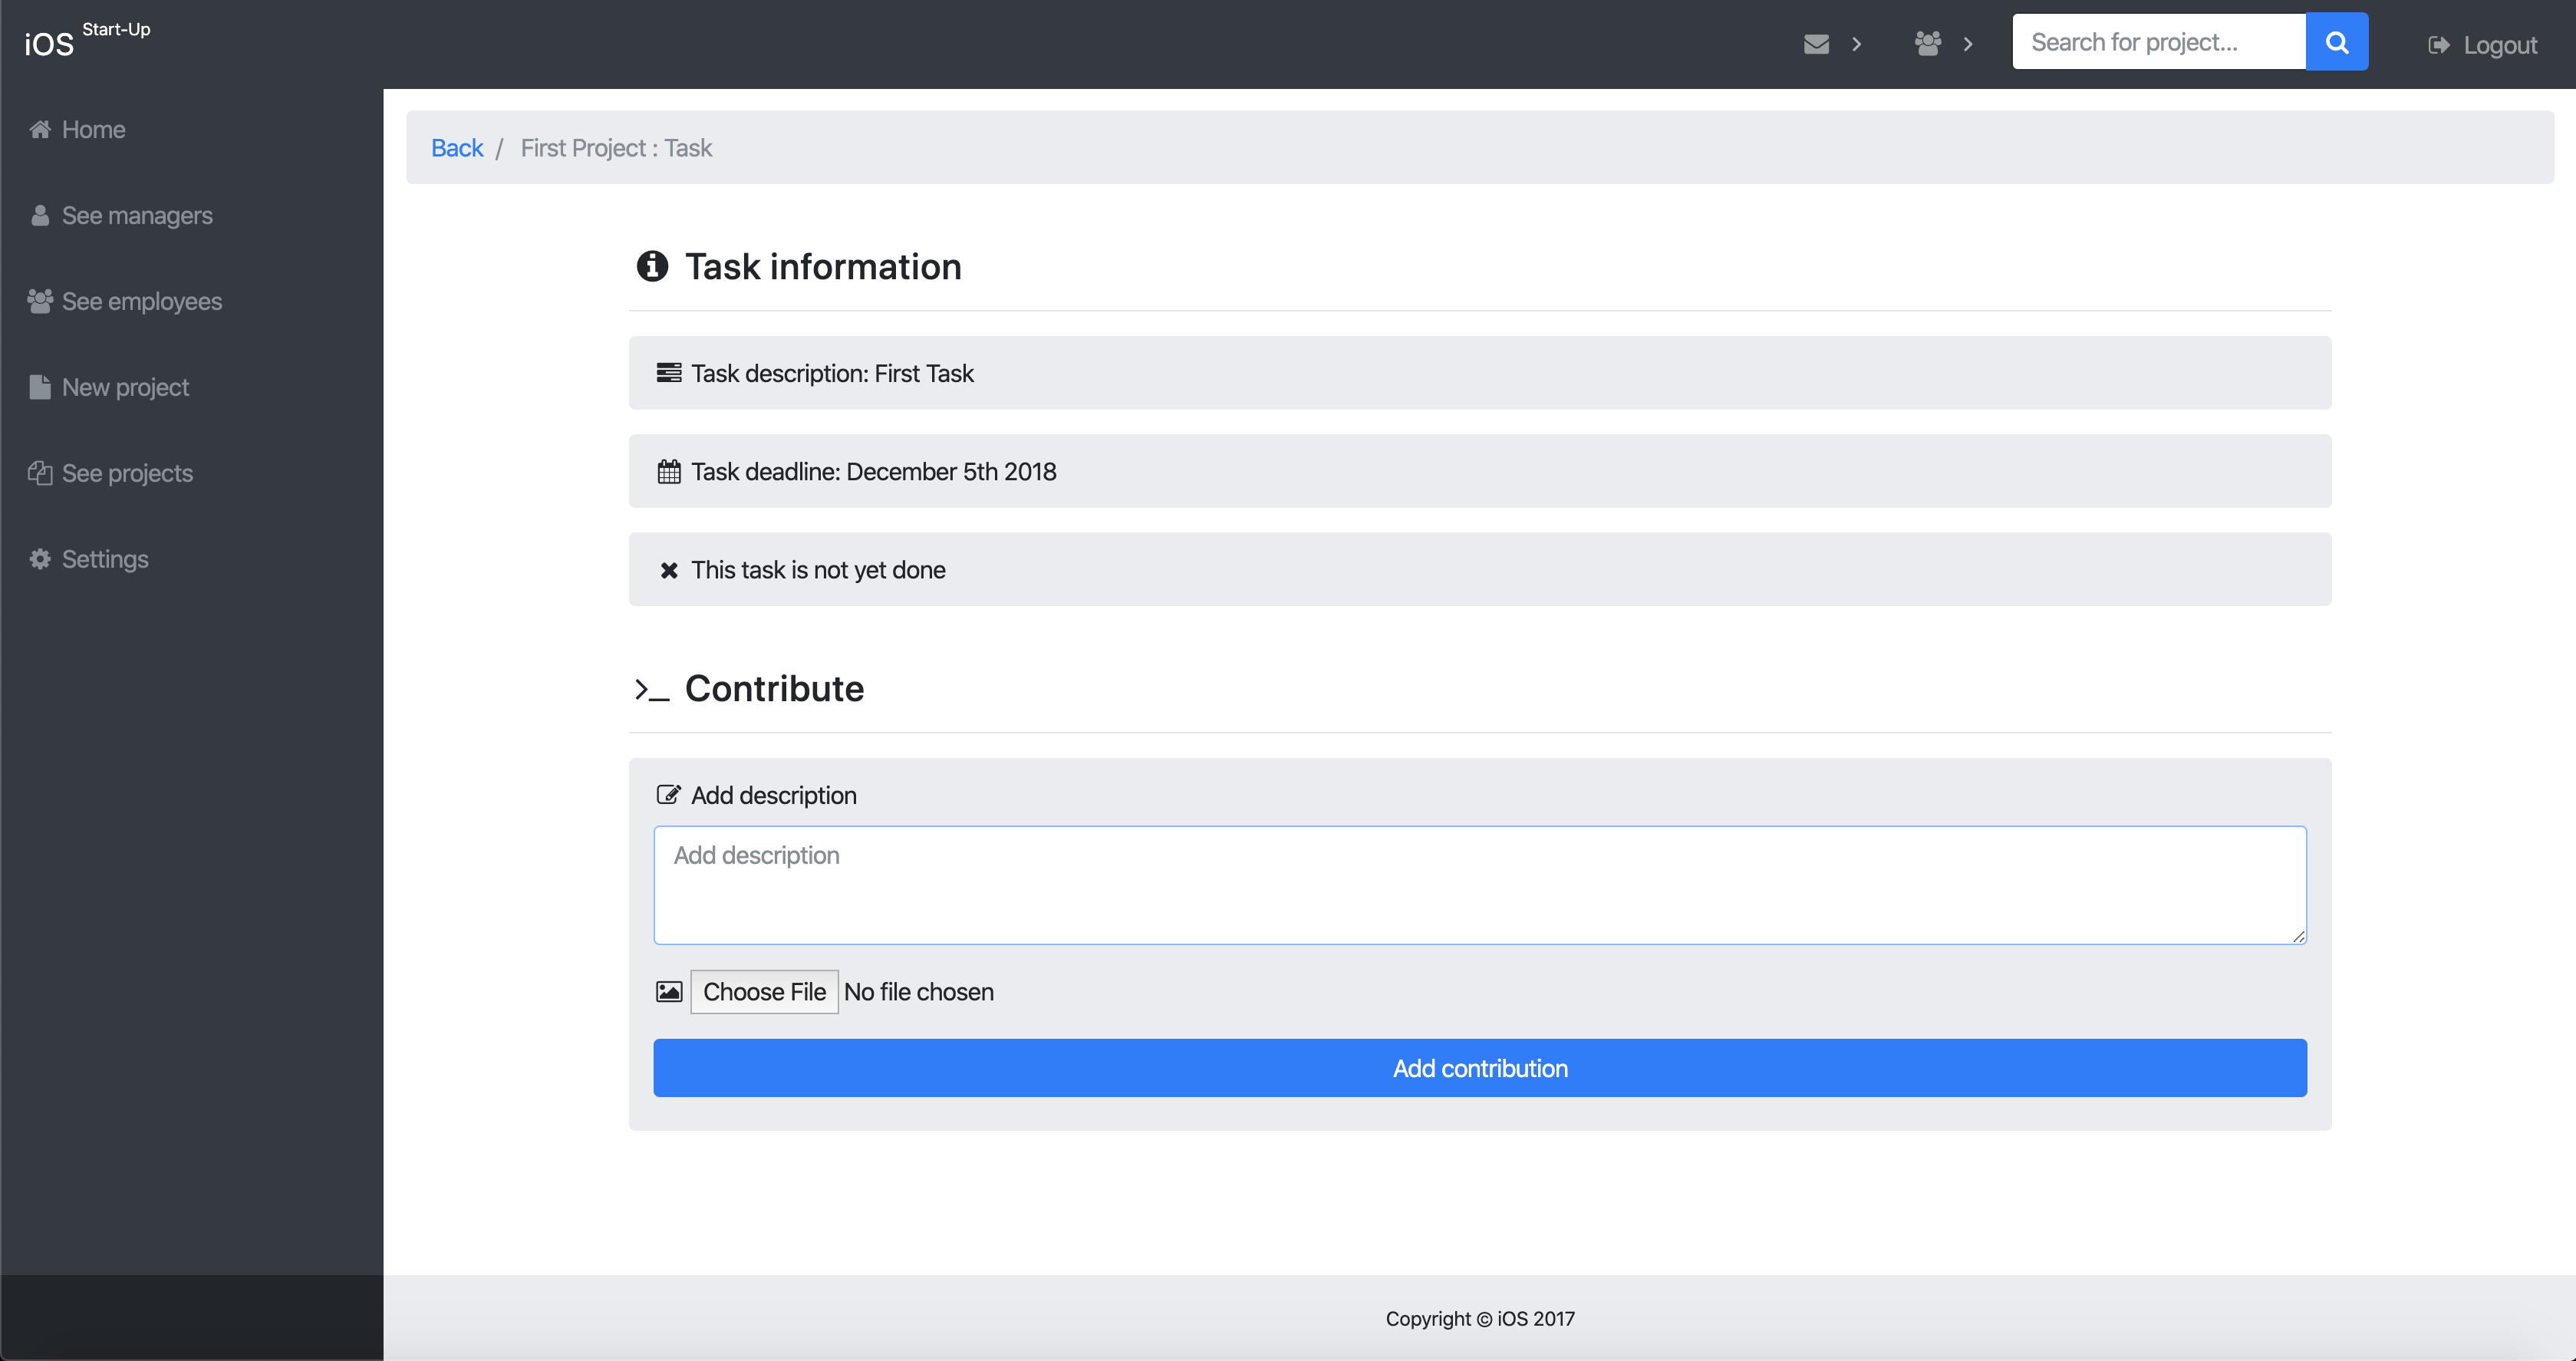 iOS Start-Up
Search for project...
Logout
Home
See managers
See employees
New project
See projects
Settings
Back / First Project : Task
Task information
Task description: First Task
Task deadline: December 5th 2018
This task is not yet done
Contribute
Add description
Add description
Choose File No file chosen
Add contribution
Copyright © iOS 2017